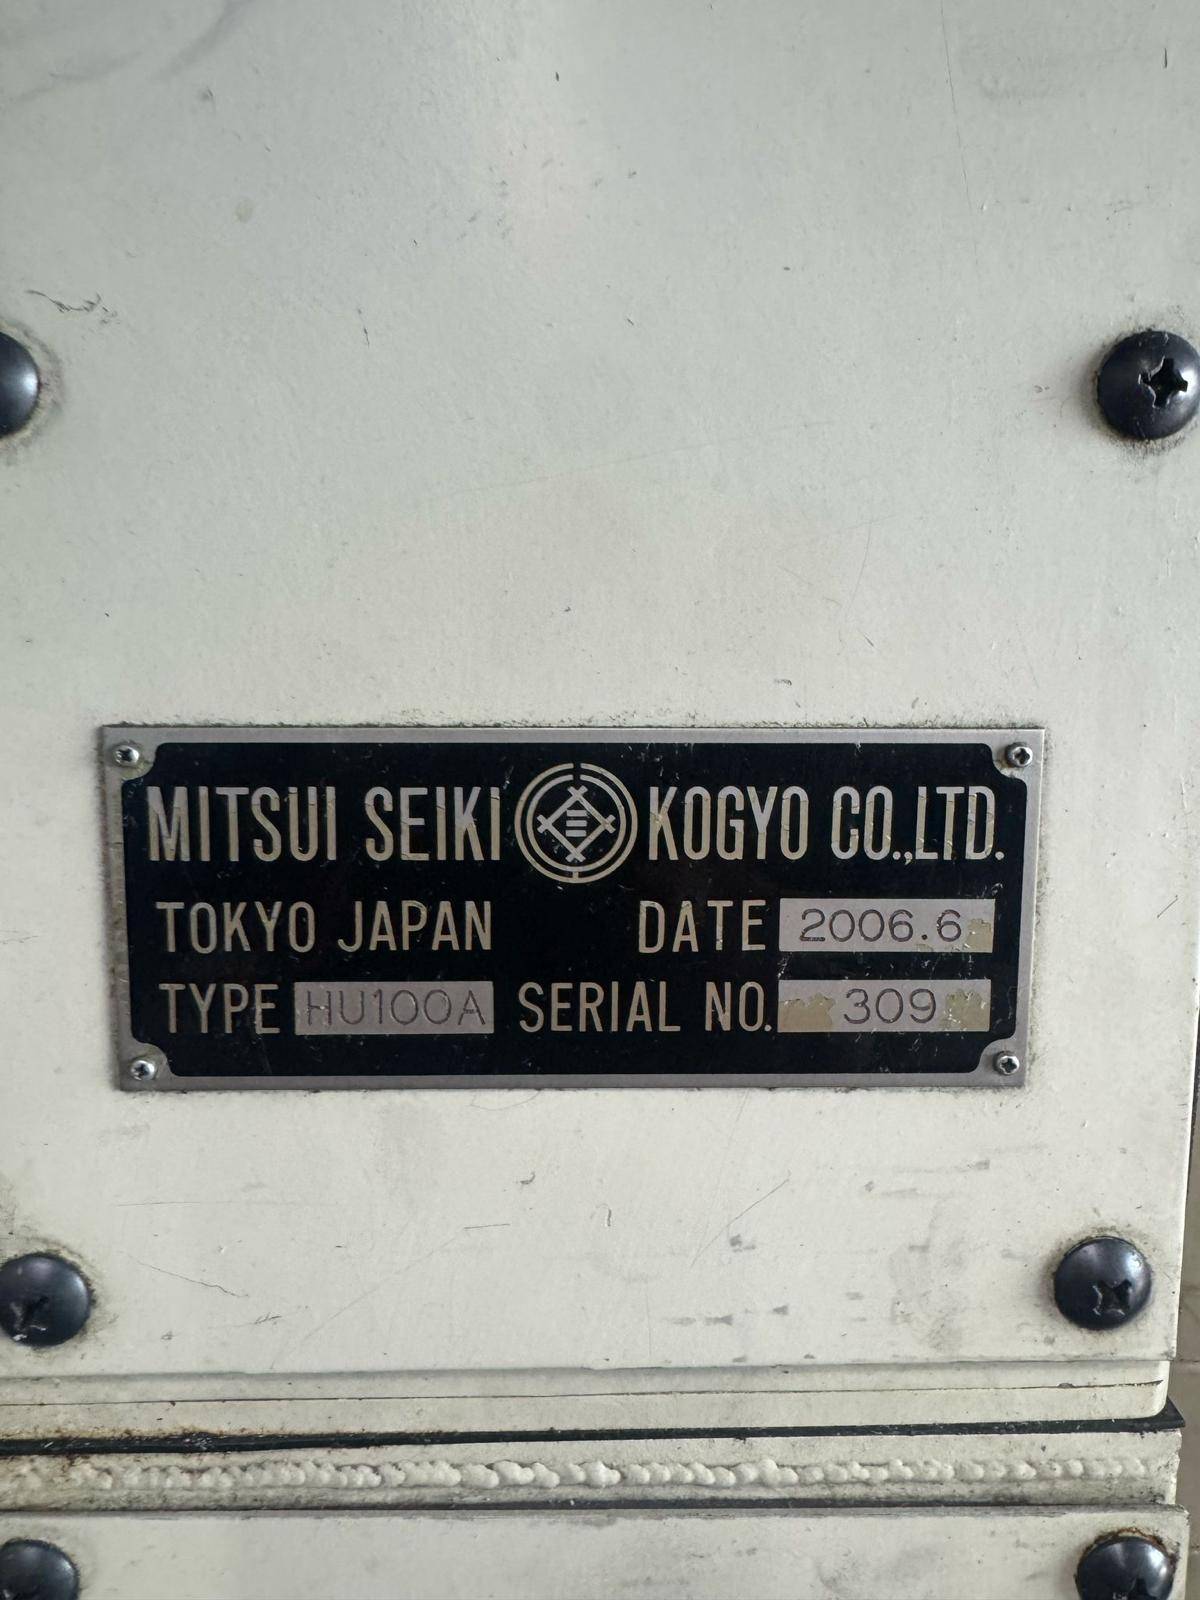 MITSUI SEIKI KOGYO CO.,LTD.
TOKYO JAPAN DATE 2006.6
TYPE HU100A SERIAL NO. 309